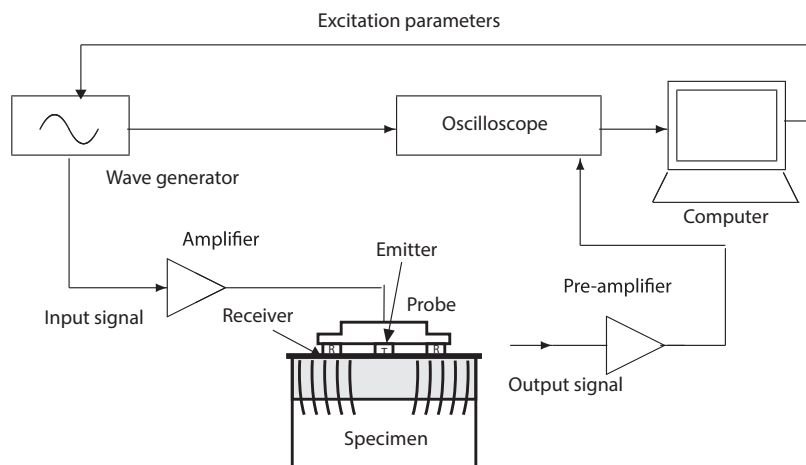 Excitation parameters
Oscilloscope
Wave generator
Computer
Amplifier
Emitter
Pre-amplifier
Probe
Input signal
Receiver
R
T
R
Output signal
Specimen